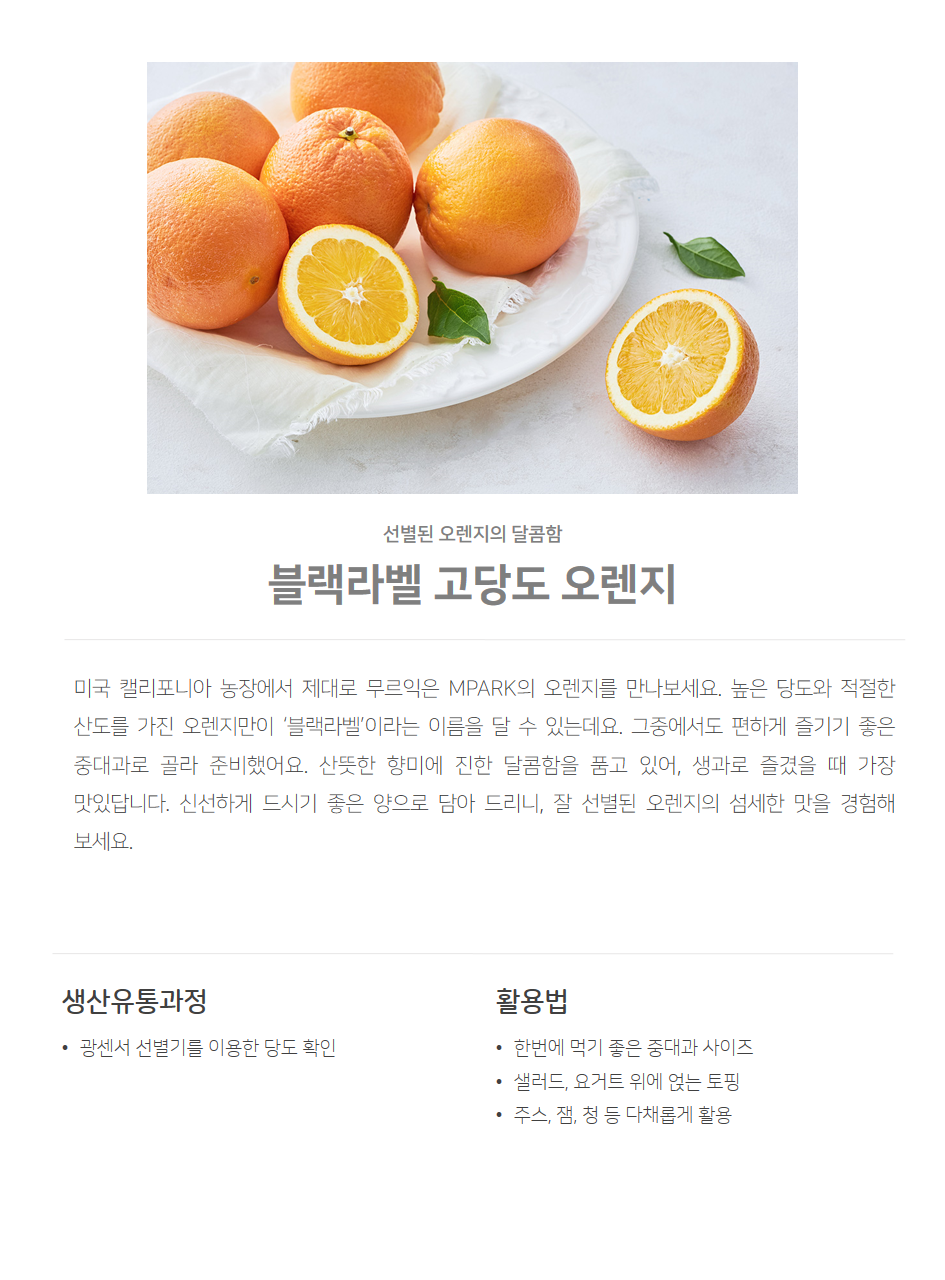 선별된 오렌지의 달콤함
블랙라벨 고당도 오렌지
미국 캘리포니아 농장에서 제대로 무르익은 MPARK의 오렌지를 만나보세요. 높은 당도와 적절한
산도를 가진 오렌지만이 ‘블랙라벨’이라는 이름을 달 수 있는데요. 그중에서도 편하게 즐기기 좋은
중대과로 골라 준비했어요. 산뜻한 향미에 진한 달콤함을 품고 있어, 생과로 즐겼을 때 가장
맛있답니다. 신선하게 드시기 좋은 양으로 담아 드리니, 잘 선별된 오렌지의 섬세한 맛을 경험해
보세요.
생산유통과정
• 광센서 선별기를 이용한 당도 확인
활용법
• 한번에 먹기 좋은 중대과 사이즈
• 샐러드, 요거트 위에 얹는 토핑
• 주스, 잼, 청 등 다채롭게 활용